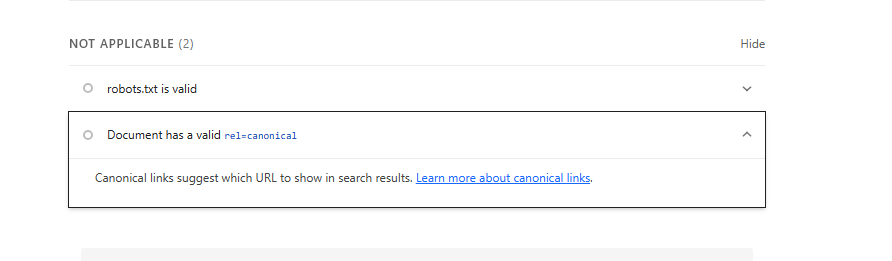 NOT APPLICABLE (2)
Hide
robots.txt is valid
Document has a valid rel=canonical
Canonical links suggest which URL to show in search results. Learn more about canonical links.